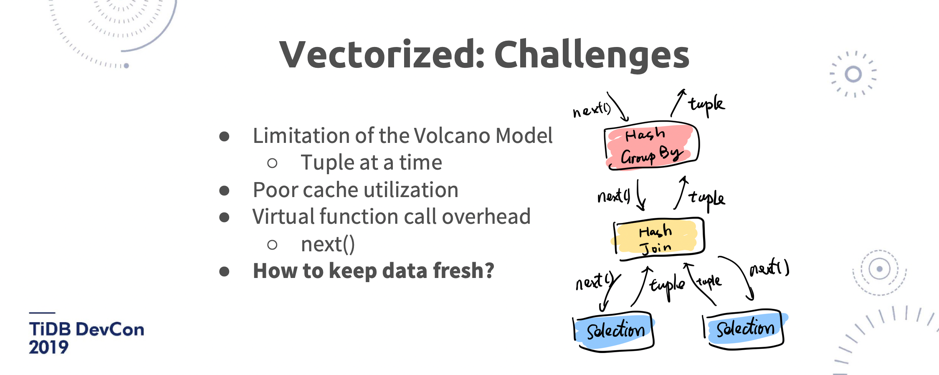 Vectorized: Challenges
● Limitation of the Volcano Model
○ Tuple at a time
● Poor cache utilization
● Virtual function call overhead
○ next()
● How to keep data fresh?
next()
tuple
Hash
Group By
next()
tuple
Hash
Join
next()
tuple
tuple
next()
Selection
Selection
TiDB DevCon
2019